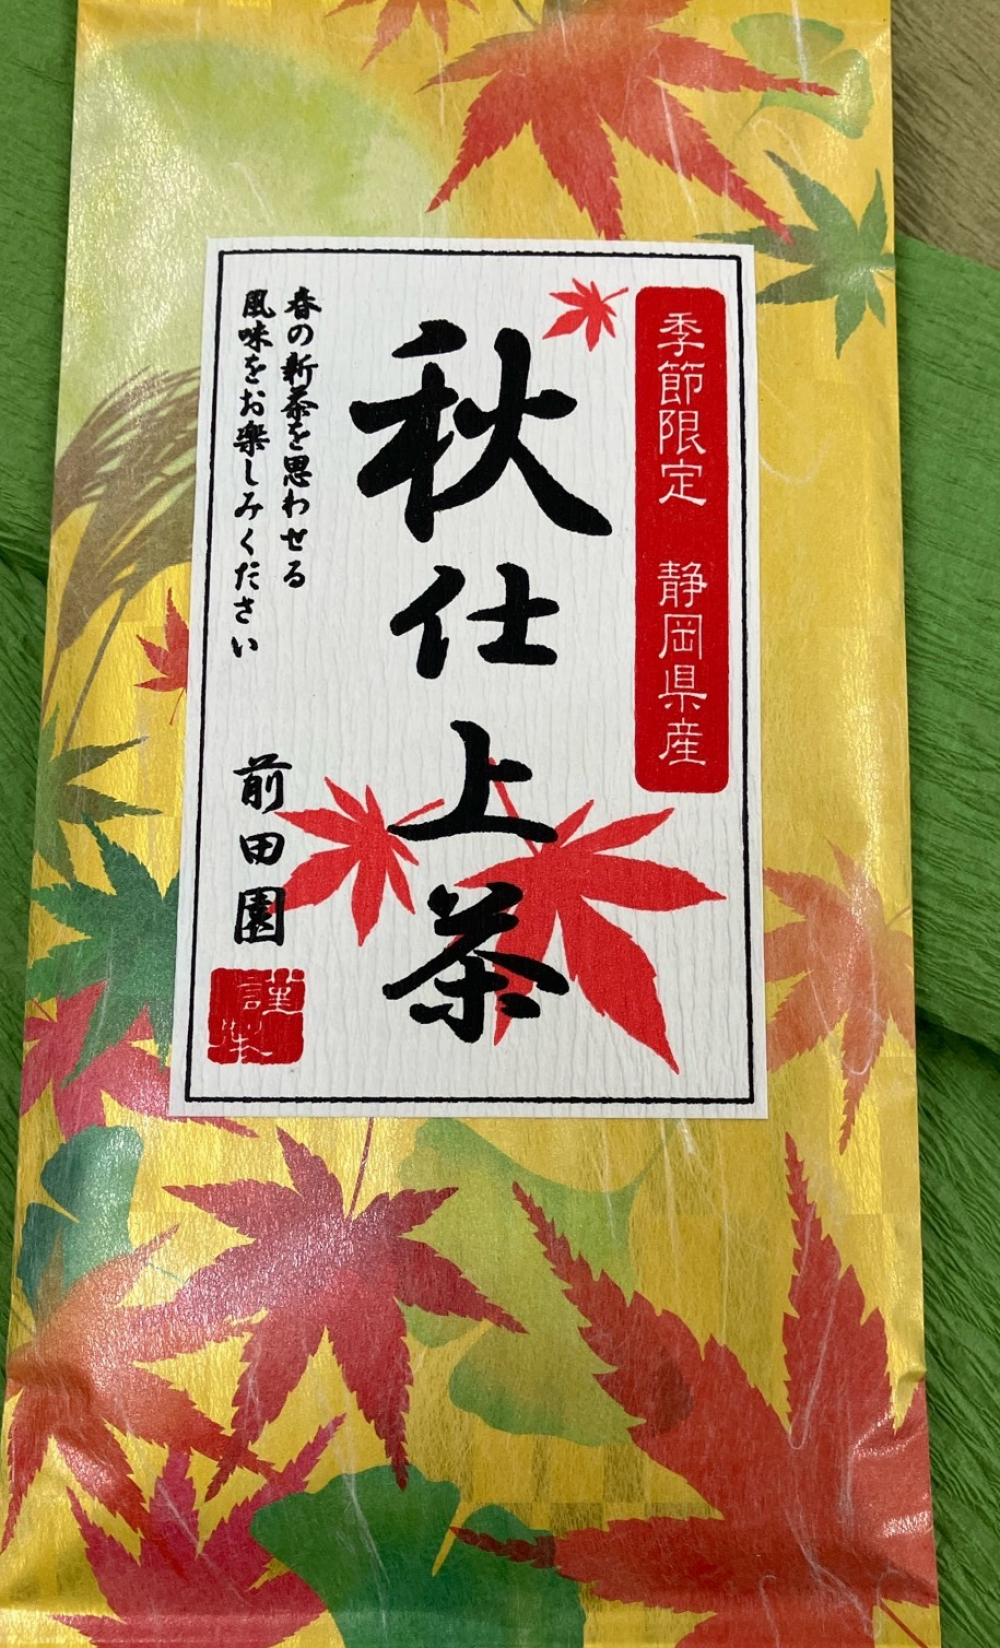 季節限定 静岡県産
秋仕上茶
春の新茶を思わせる
風味をお楽しみください
前田園
謹製